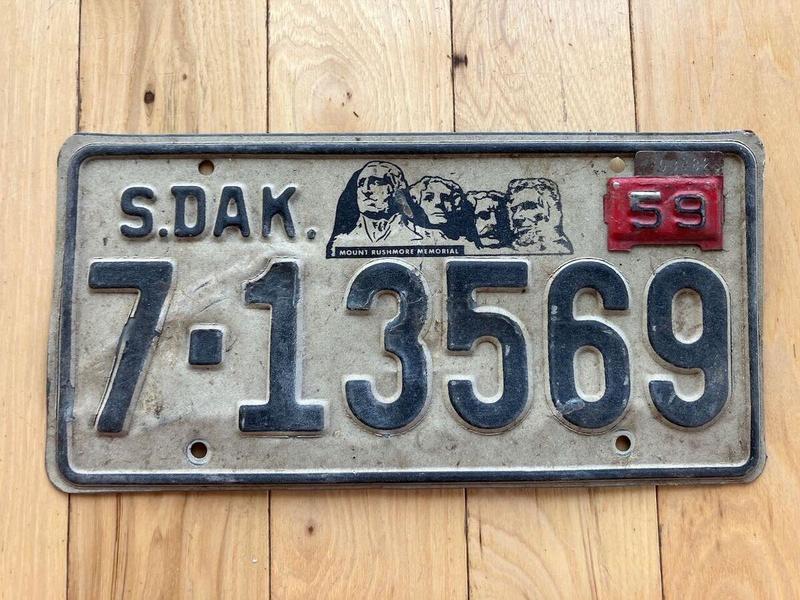 S.DAK.
MOUNT RUSHMORE MEMORIAL
59
7-13569